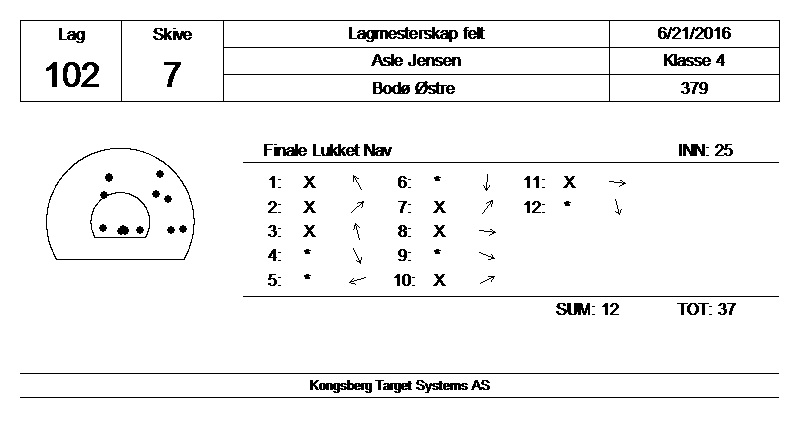 Lag Skive Lagmesterskap felt 6/21/2016
102 7 Asle Jensen Klasse 4
Bodø Østre 379
Finale Lukket Nav INN: 25
1: X ↖ 6: * ↓ 11: X →
2: X ↗ 7: X ↗ 12: * ↓
3: X ↑ 8: X →
4: * ↘ 9: * ↘
5: * ← 10: X ↗
SUM: 12 TOT: 37
Kongsberg Target Systems AS